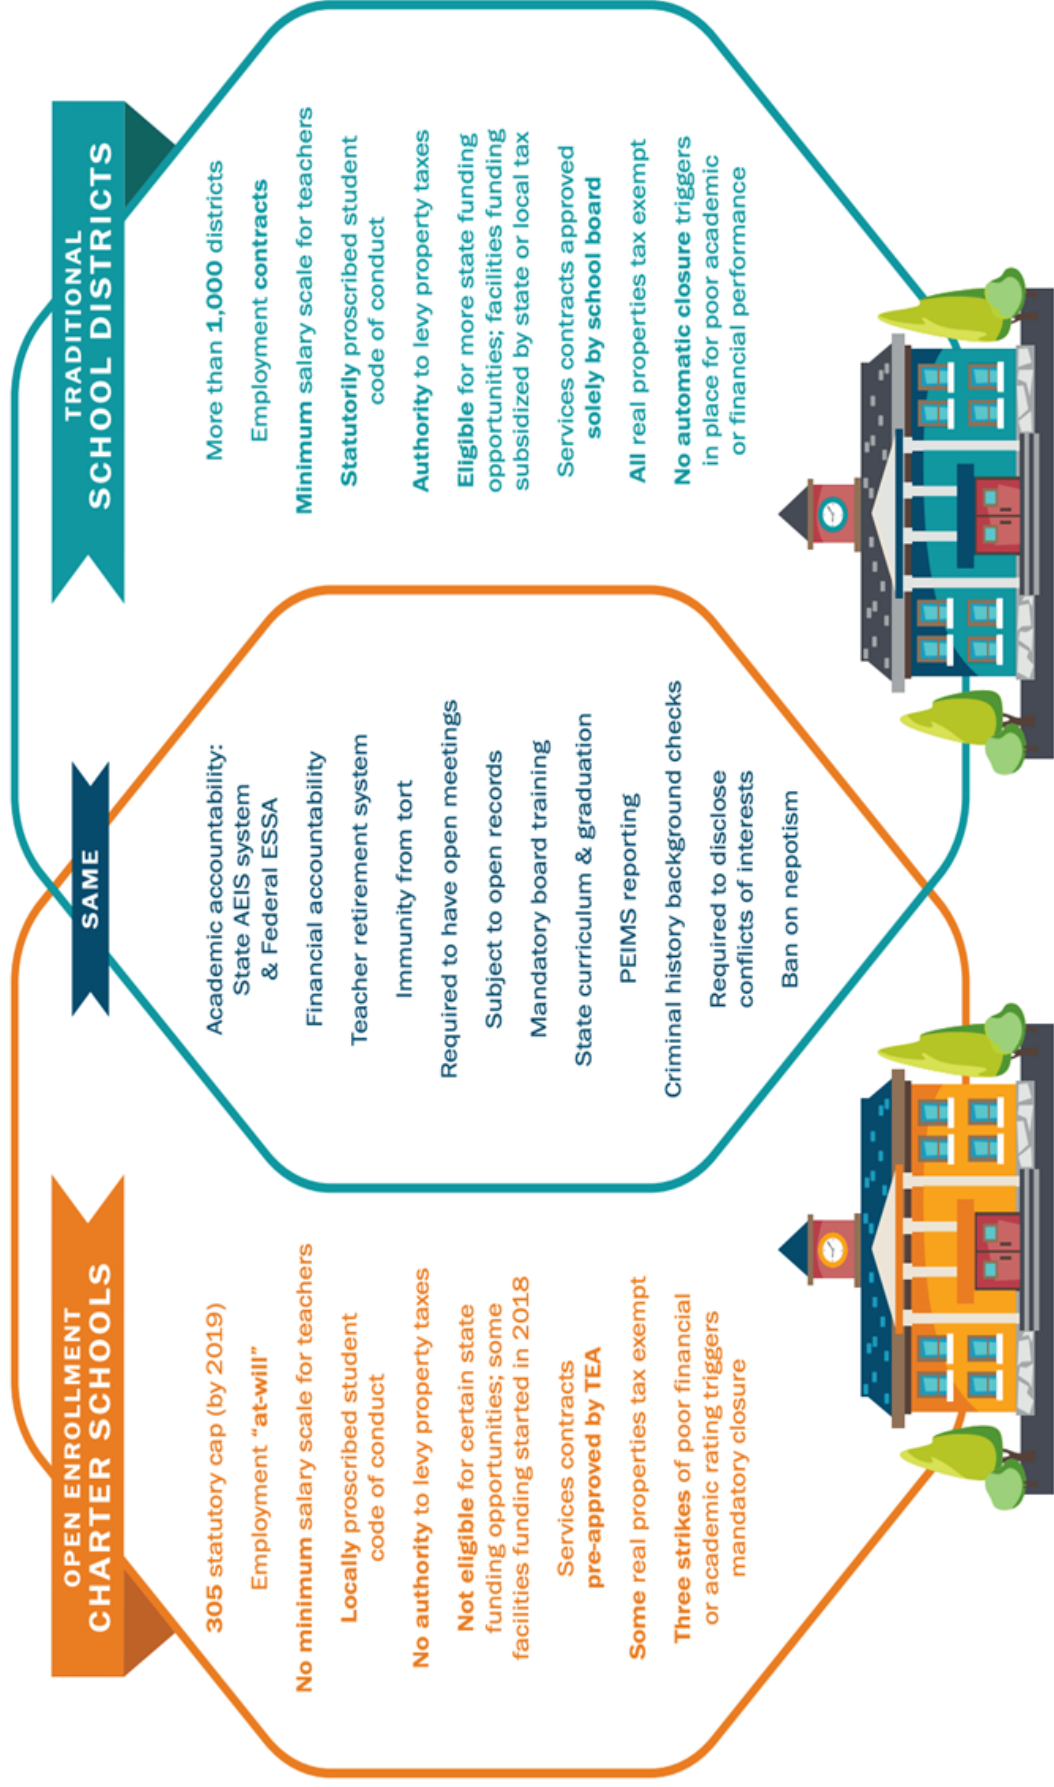 OPEN ENROLLMENT
CHARTER SCHOOLS
305 statutory cap (by 2019)
Employment “at-will”
No minimum salary scale for teachers
Locally proscribed student
code of conduct
No authority to levy property taxes
Not eligible for certain state
funding opportunities; some
facilities funding started in 2018
Services contracts
pre-approved by TEA
Some real properties tax exempt
Three strikes of poor financial
or academic rating triggers
mandatory closure
SAME
Academic accountability:
State AEIS system
& Federal ESSA
Financial accountability
Teacher retirement system
Immunity from tort
Required to have open meetings
Subject to open records
Mandatory board training
State curriculum & graduation
PEIMS reporting
Criminal history background checks
Required to disclose
conflicts of interests
Ban on nepotism
TRADITIONAL
SCHOOL DISTRICTS
More than 1,000 districts
Employment contracts
Minimum salary scale for teachers
Statutorily proscribed student
code of conduct
Authority to levy property taxes
Eligible for more state funding
opportunities; facilities funding
subsidized by state or local tax
Services contracts approved
solely by school board
All real properties tax exempt
No automatic closure triggers
in place for poor academic
or financial performance